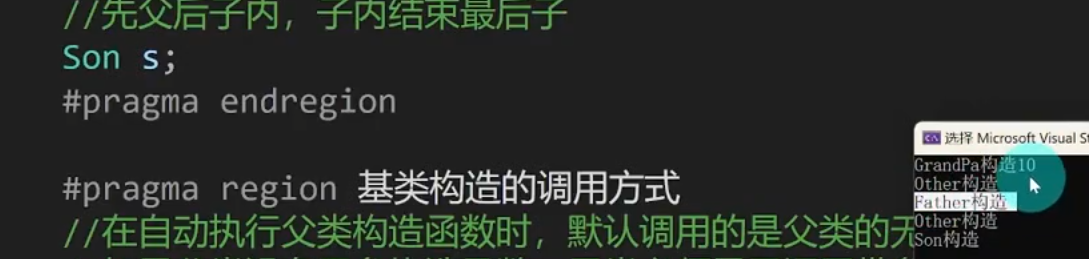 //先父后子内，子内结束最后子
Son s;
#pragma endregion
#pragma region 基类构造的调用方式
//在自动执行父类构造函数时，默认调用的是父类的无
选择 Microsoft Visual St
GrandPa构造10
Other构造
Father构造
Other构造
Son构造